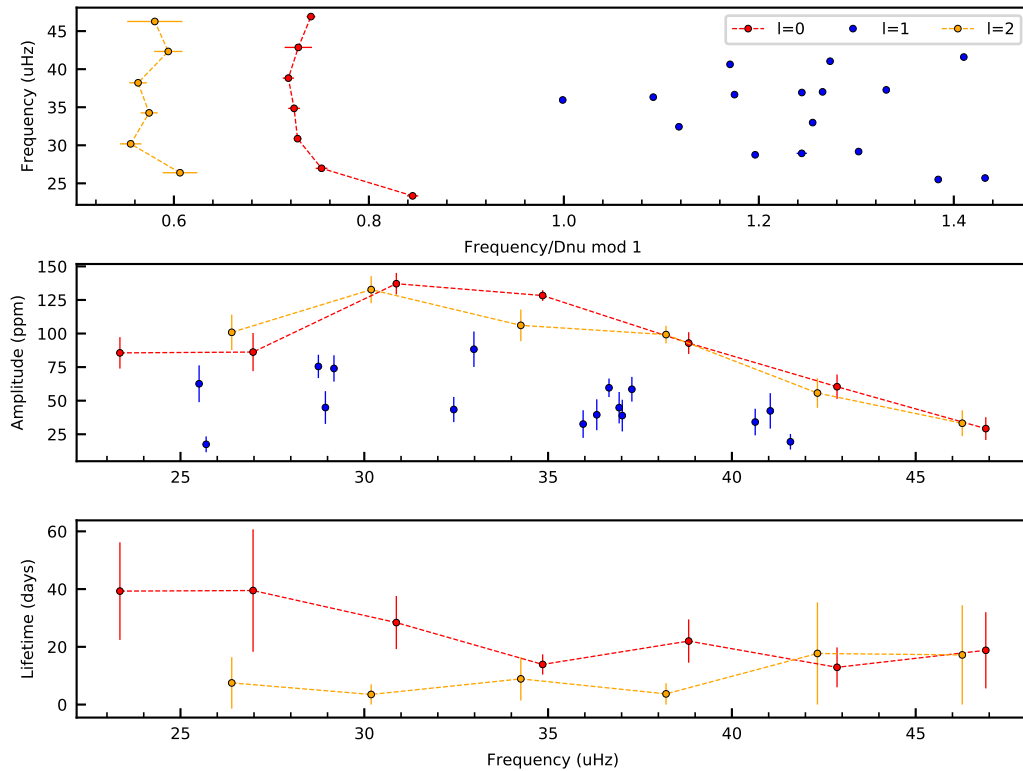 Frequency (uHz)
45
40
35
30
25
l=0 l=1 l=2
0.6 0.8 1.0 1.2 1.4
Frequency/Dnu mod 1
Amplitude (ppm)
150
125
100
75
50
25
25 30 35 40 45
Lifetime (days)
60
40
20
0
25 30 35 40 45
Frequency (uHz)